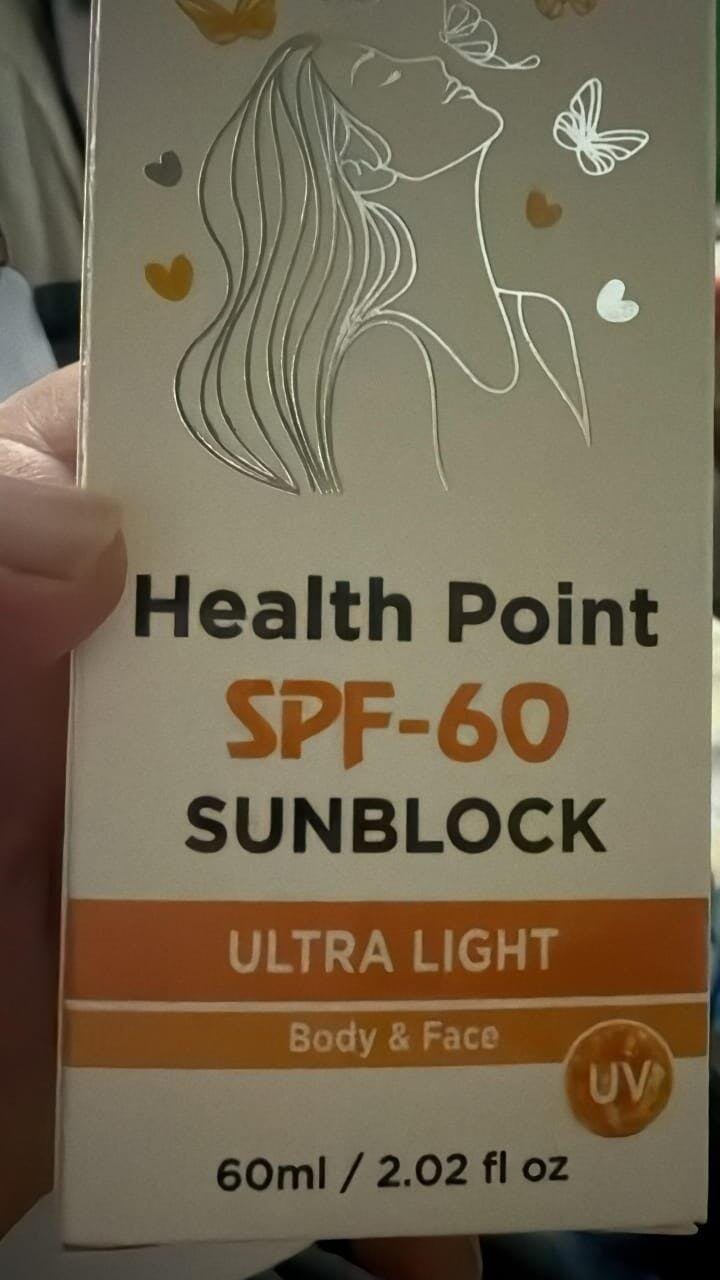 Health Point
SPF-60
SUNBLOCK
ULTRA LIGHT
Body & Face
UV
60ml / 2.02 fl oz